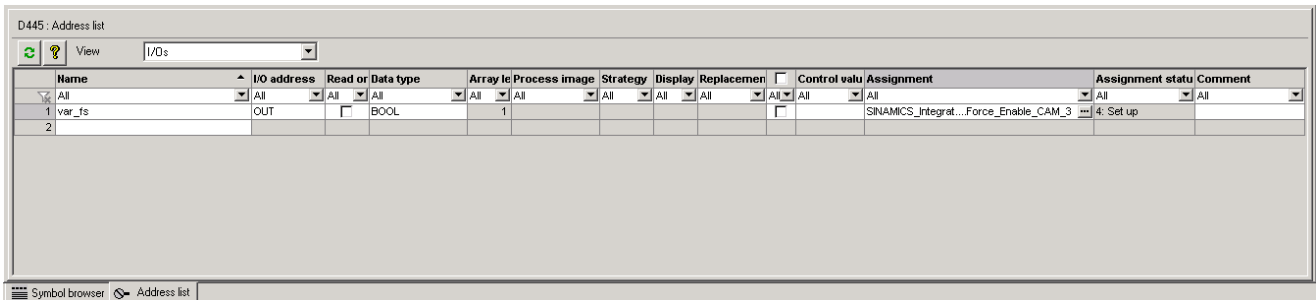 D445 : Address list
? View I/Os
Name I/O address Read or Data type Array le Process image Strategy Display Replacemen Control valu Assignment Assignment statu Comment
All All All All All All All All All All All All All All
1 var_fs OUT BOOL 1 SINAMICS_Integrat....Force_Enable_CAM_3 ... 4: Set up
2
Symbol browser Address list